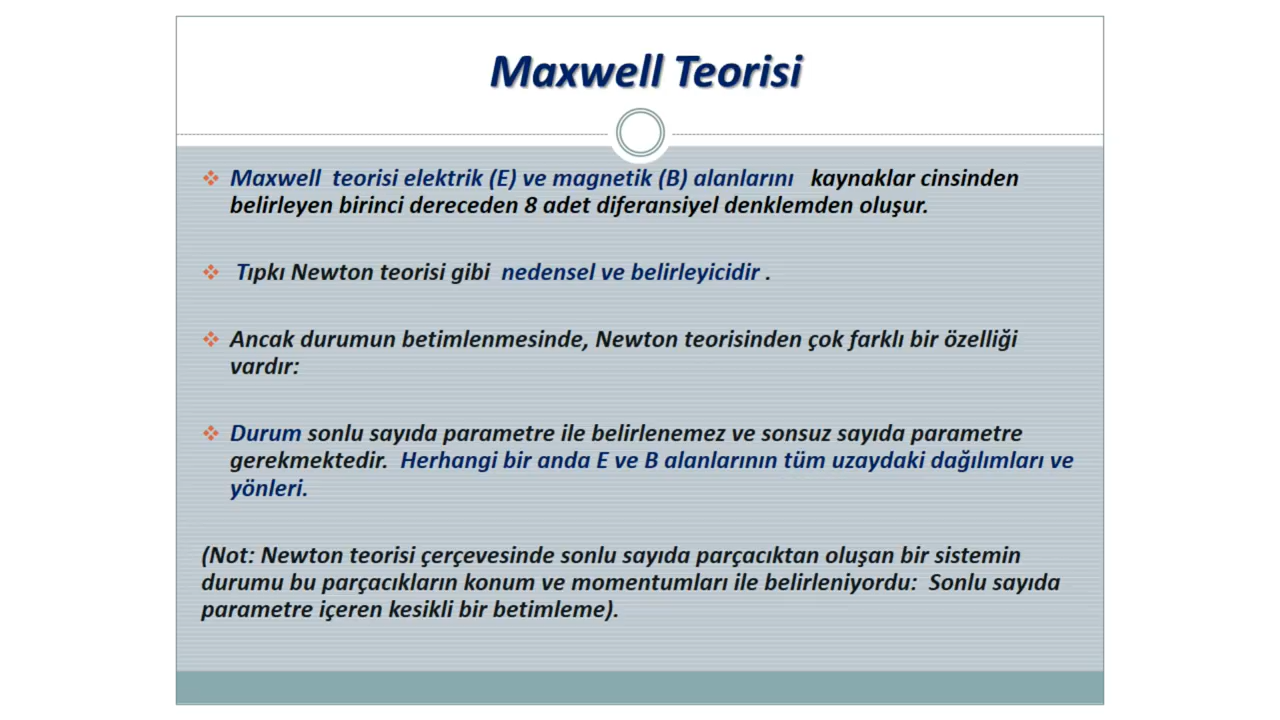 Maxwell Teorisi
Maxwell teorisi elektrik (E) ve magnetik (B) alanlarını kaynaklar cinsinden
belirleyen birinci dereceden 8 adet diferansiyel denklemden oluşur.
Tıpkı Newton teorisi gibi nedensel ve belirleyicidir .
Ancak durumun betimlenmesinde, Newton teorisinden çok farklı bir özelliği
vardır:
Durum sonlu sayıda parametre ile belirlenemez ve sonsuz sayıda parametre
gerekmektedir. Herhangi bir anda E ve B alanlarının tüm uzaydaki dağılımları ve
yönleri.
(Not: Newton teorisi çerçevesinde sonlu sayıda parçacıktan oluşan bir sistemin
durumu bu parçacıkların konum ve momentumları ile belirleniyordu: Sonlu sayıda
parametre içeren kesikli bir betimleme).